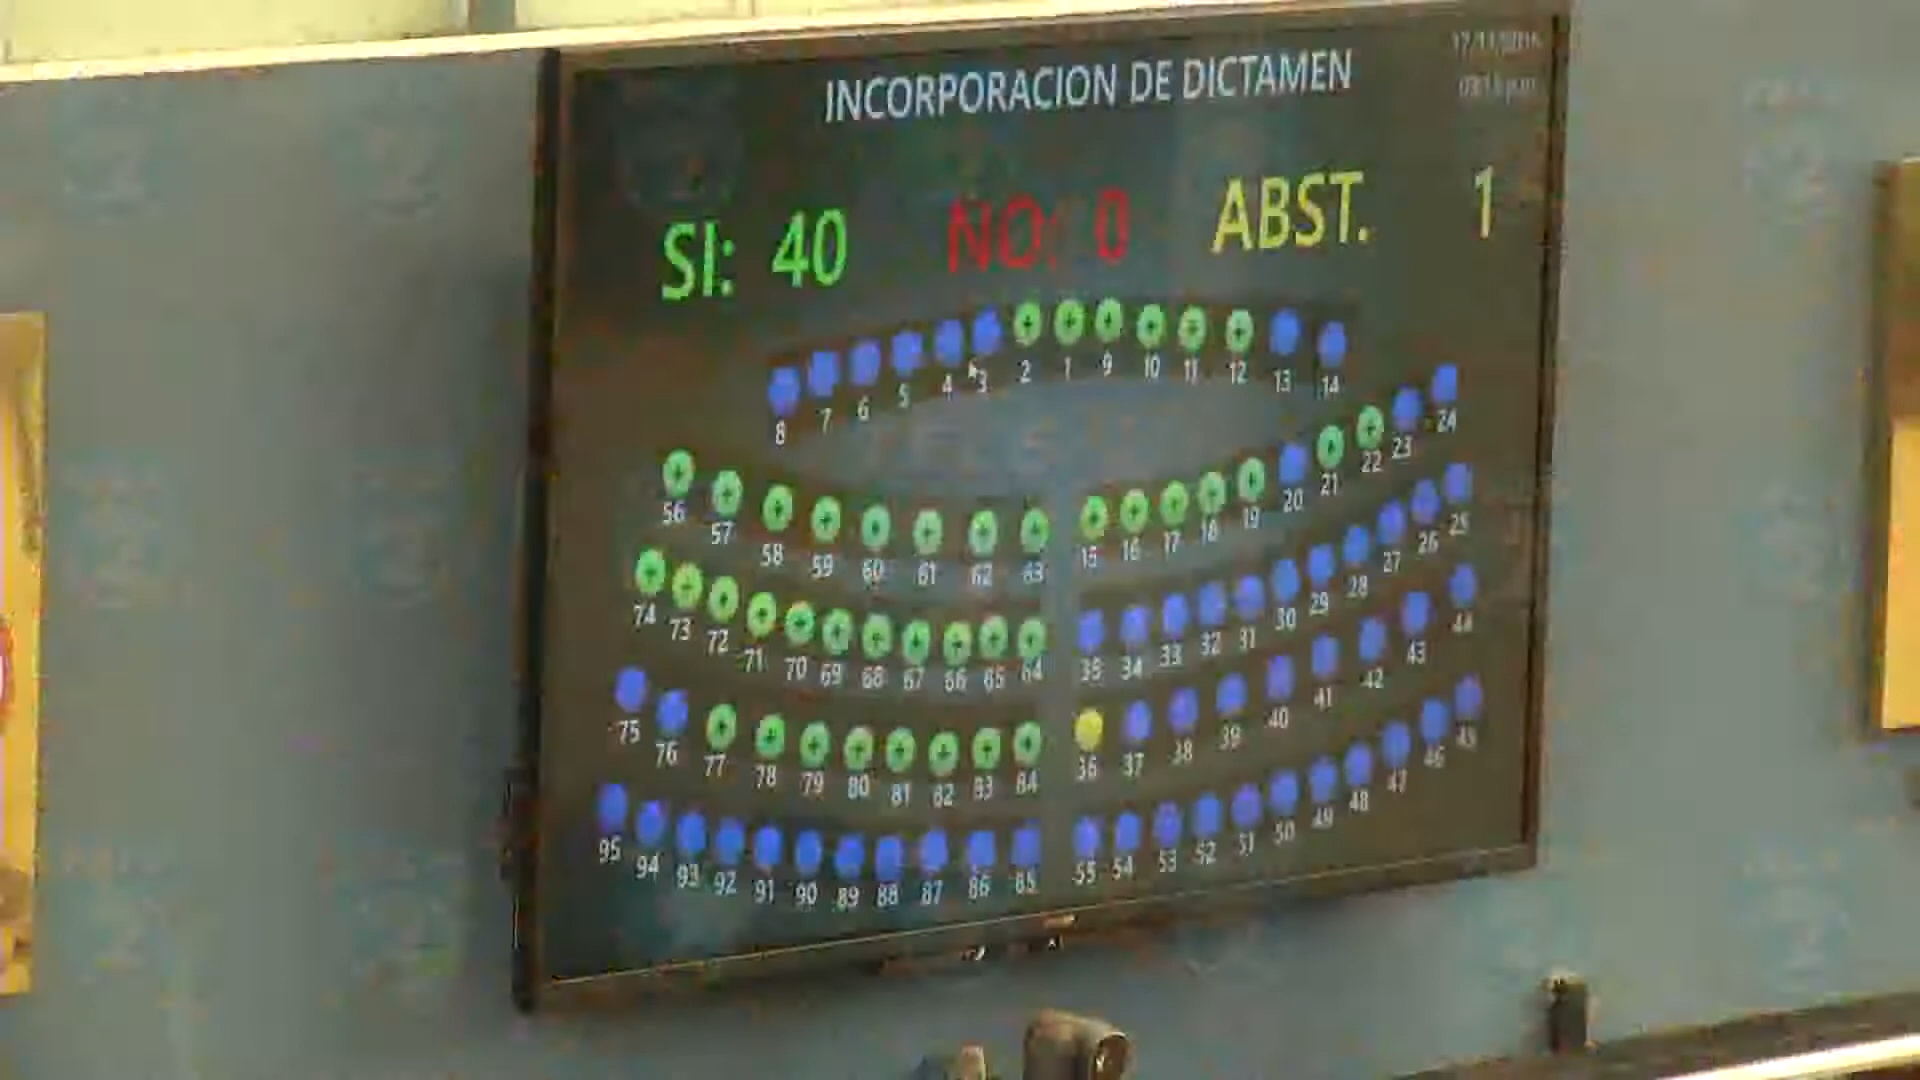 INCORPORACION DE DICTAMEN
SI: 40 NO: 0 ABST. 1
8 7 6 5 4 3 2 1 9 10 11 12 13 14
56 57 58 59 60 61 62 63 15 16 17 18 19 20 21 22 23 24
74 73 72 71 70 69 68 67 66 65 64 35 34 33 32 31 30 29 28 27 26 25
75 76 77 78 79 80 81 82 83 84 36 37 38 39 40 41 42 43 44
95 94 93 92 91 90 89 88 87 86 85 55 54 53 52 51 50 49 48 47 46 45